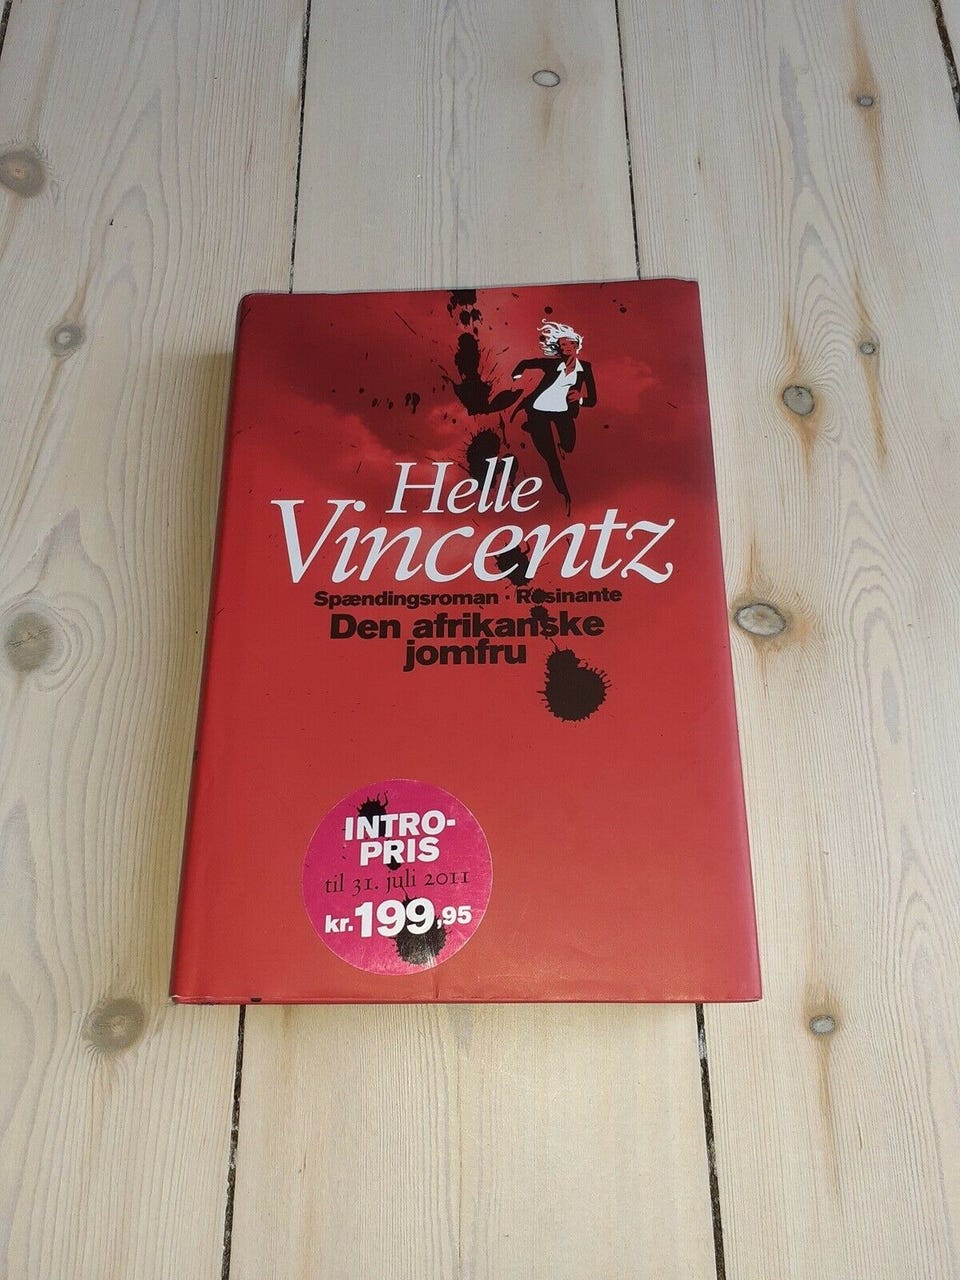 Helle
Vincentz
Spændingsroman · Rosinante
Den afrikanske
jomfru
INTRO-
PRIS
til 31. juli 2011
kr.199,95